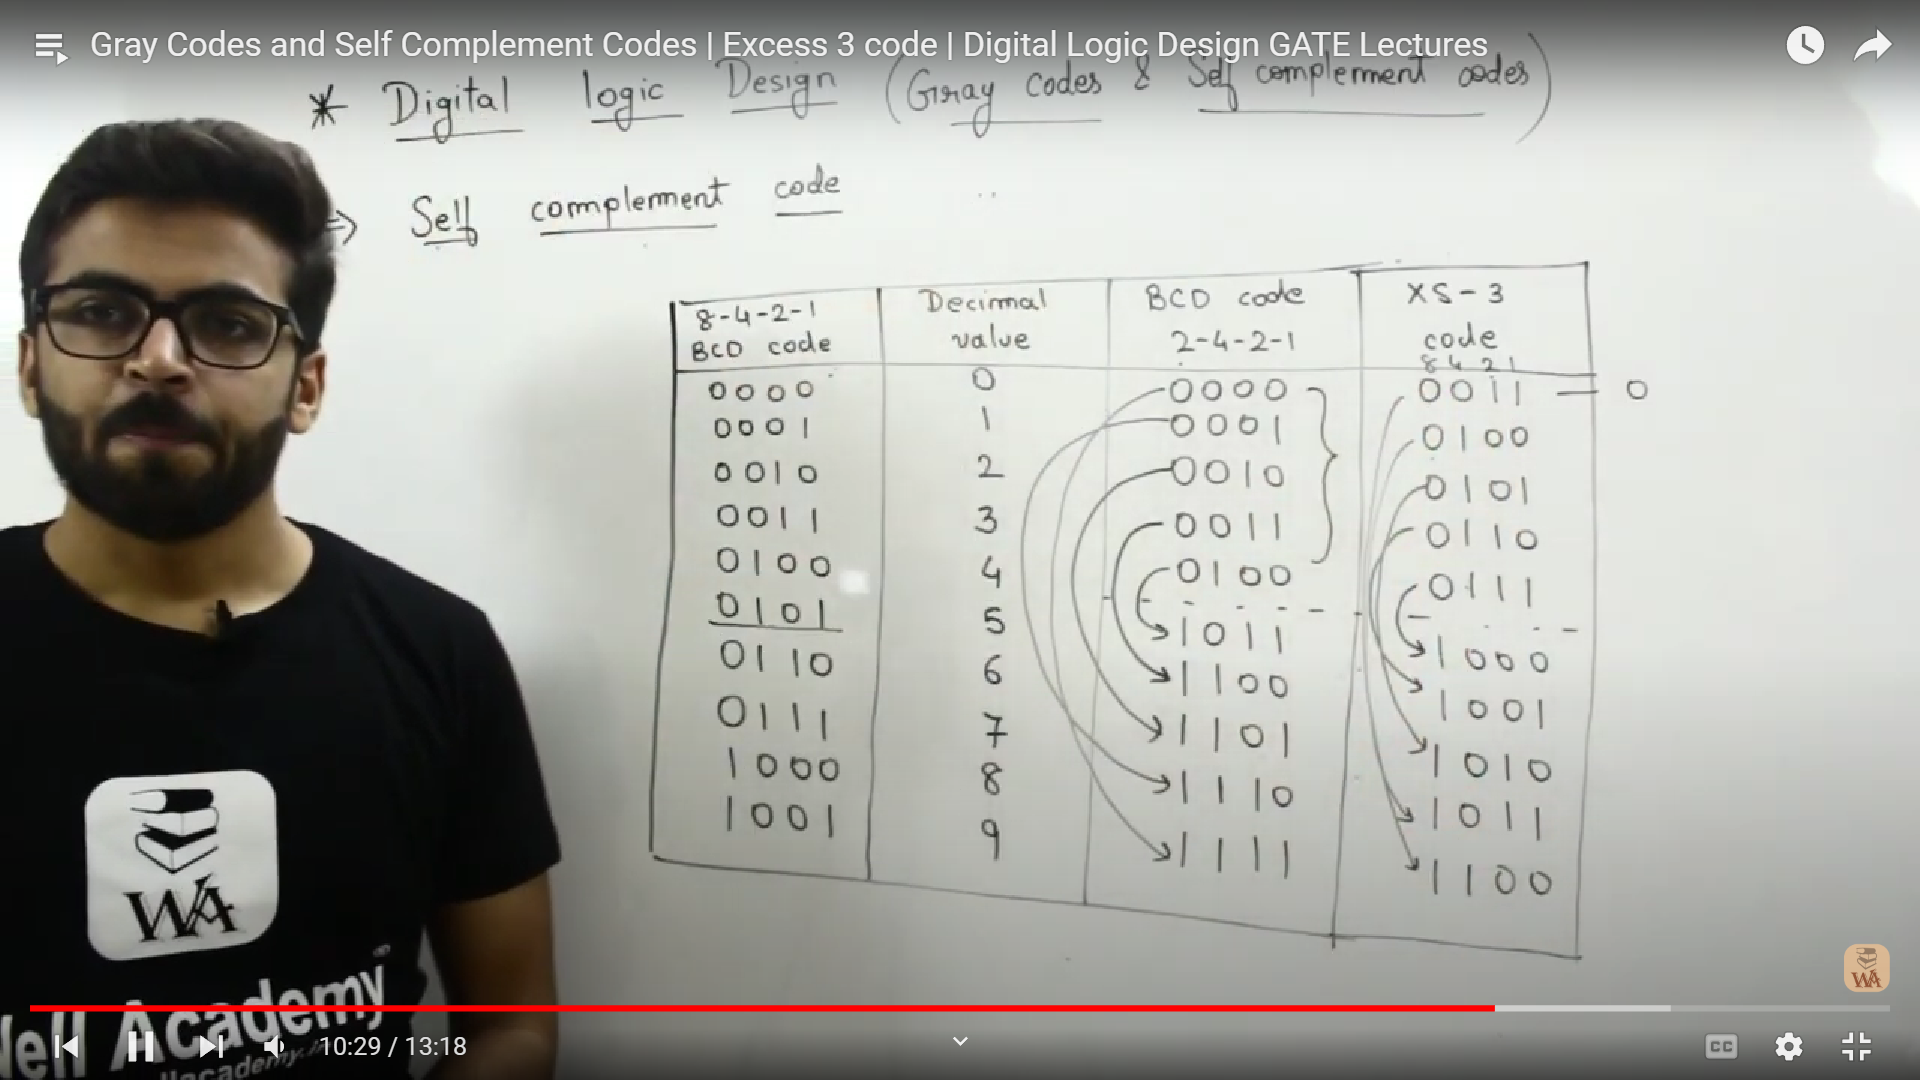 Gray Codes and Self Complement Codes | Excess 3 code | Digital Logic Design GATE Lectures
* Digital logic Design (Gray codes & Self complement codes)
⇒ Self complement code
8-4-2-1 BCD code Decimal value BCD code 2-4-2-1 XS-3 code 8 4 2 1
0000 0 0000 0011 — 0
0001 1 0001 0100
0010 2 0010 0101
0011 3 0011 0110
0100 4 0100 0111
0101 5 1011 1000
0110 6 1100 1001
0111 7 1101 1010
1000 8 1110 1011
1001 9 1111 1100
WA
WA
Well Academy
10:29 / 13:18
CC